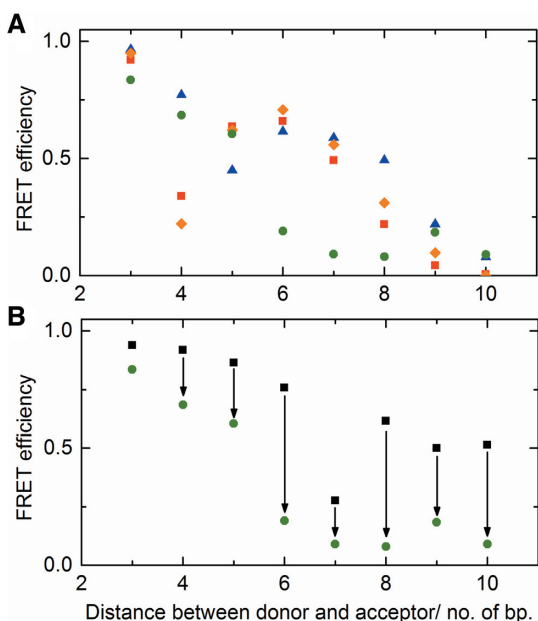 A
1.0
0.5
0.0
FRET efficiency
2 4 6 8 10
B
1.0
0.5
0.0
FRET efficiency
2 4 6 8 10
Distance between donor and acceptor/ no. of bp.